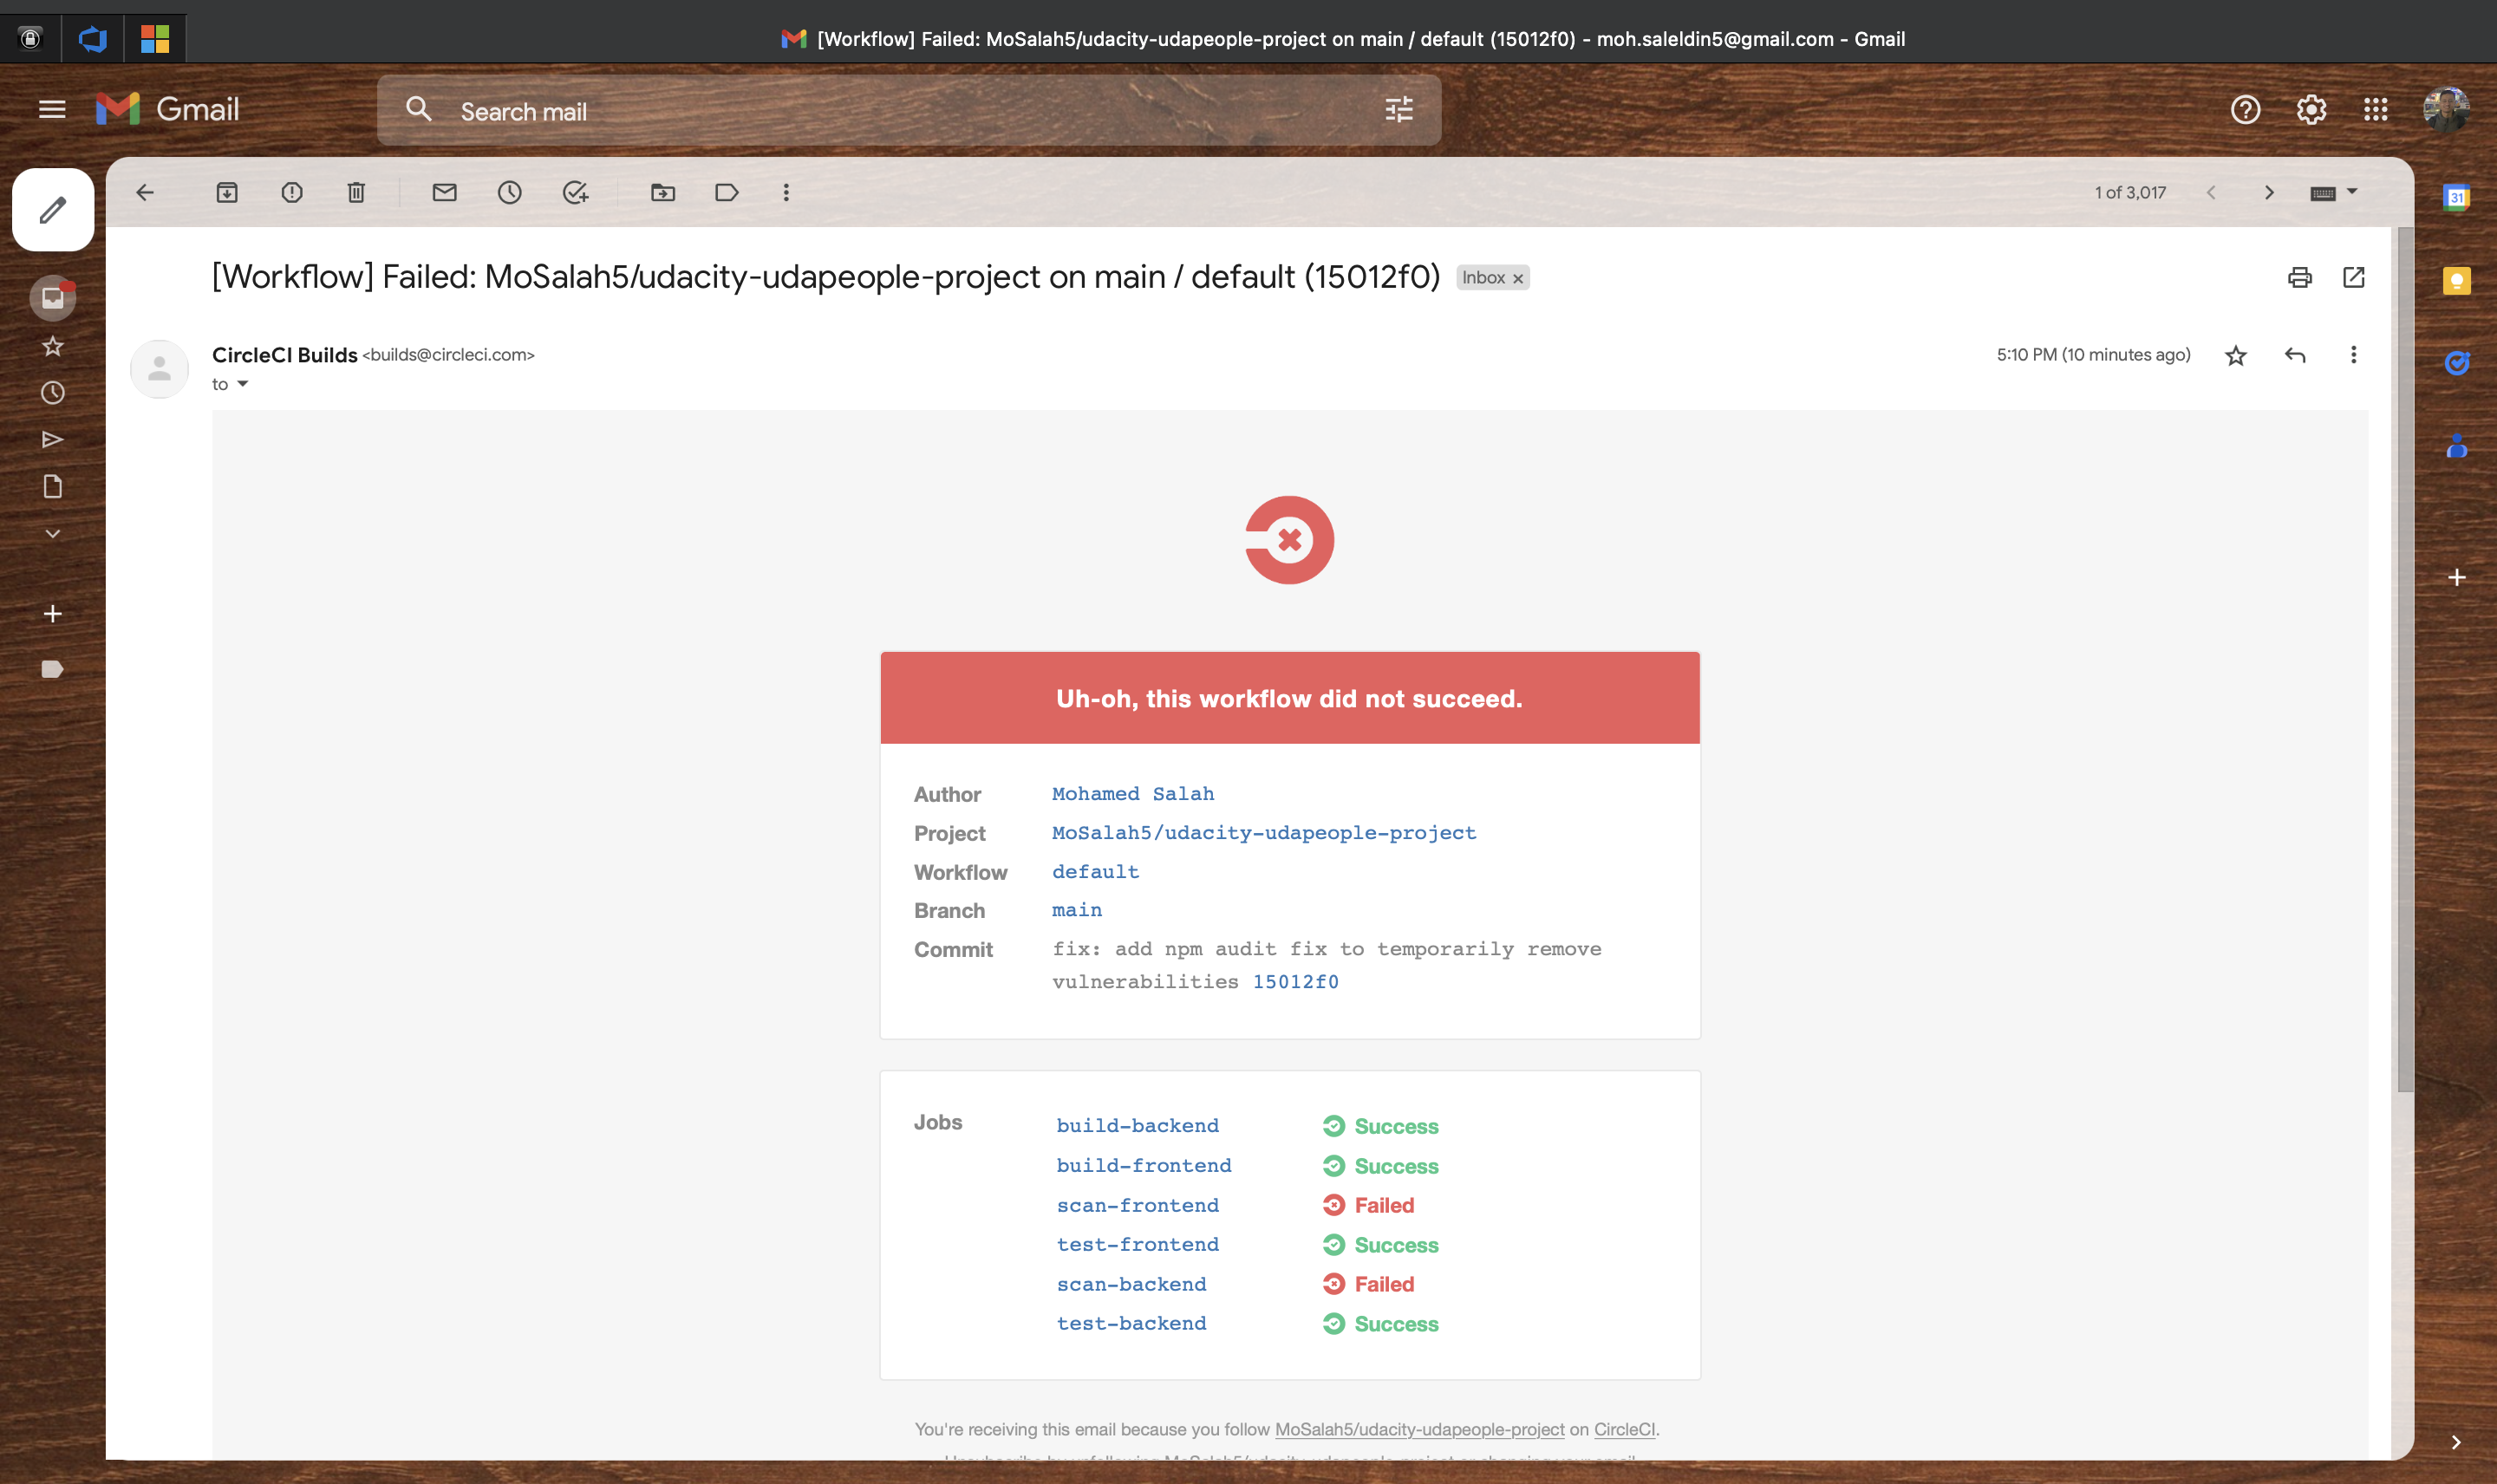 [Workflow] Failed: MoSalah5/udacity-udapeople-project on main / default (15012f0) - moh.saleldin5@gmail.com - Gmail
Gmail
Search mail
1 of 3,017
31
[Workflow] Failed: MoSalah5/udacity-udapeople-project on main / default (15012f0)
Inbox ×
CircleCI Builds <builds@circleci.com>
5:10 PM (10 minutes ago)
to
Uh-oh, this workflow did not succeed.
Author Mohamed Salah
Project MoSalah5/udacity-udapeople-project
Workflow default
Branch main
Commit fix: add npm audit fix to temporarily remove
vulnerabilities 15012f0
Jobs build-backend Success
build-frontend Success
scan-frontend Failed
test-frontend Success
scan-backend Failed
test-backend Success
You're receiving this email because you follow MoSalah5/udacity-udapeople-project on CircleCI.